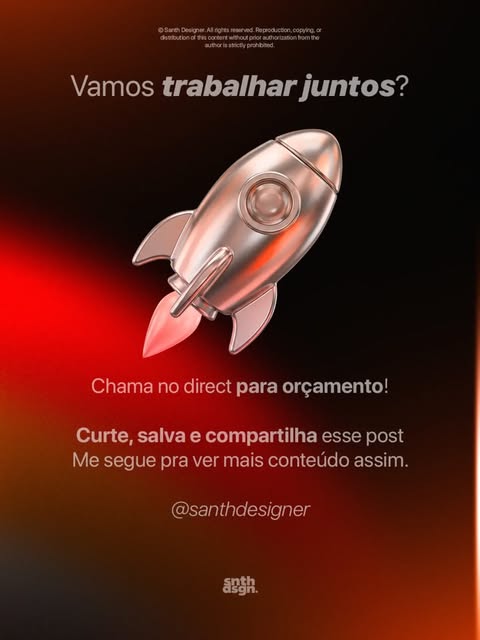 © Santh Designer. All rights reserved. Reproduction, copying, or
distribution of this content without prior authorization from the
author is strictly prohibited.
Vamos trabalhar juntos?
Chama no direct para orçamento!
Curte, salva e compartilha esse post
Me segue pra ver mais conteúdo assim.
@santhdesigner
snth
dsgn.